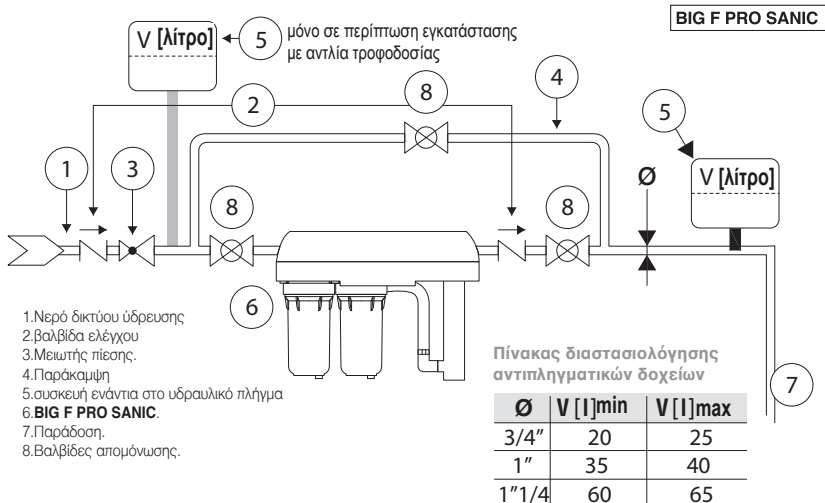 BIG F PRO SANIC
V [λίτρο]
5
μόνο σε περίπτωση εγκατάστασης
με αντλία τροφοδοσίας
2
8
4
5
1
3
8
8
Ø
V [λίτρο]
6
1.Νερό δικτύου ύδρευσης
2.βαλβίδα ελέγχου
3.Μειωτής πίεσης.
4.Παράκαμψη
5.συσκευή ενάντια στο υδραυλικό πλήγμα
6.BIG F PRO SANIC.
7.Παράδοση.
8.Βαλβίδες απομόνωσης.
Πίνακας διαστασιολόγησης
αντιπληγματικών δοχείων
7
Ø V [l]min V [l]max
3/4” 20 25
1” 35 40
1”1/4 60 65